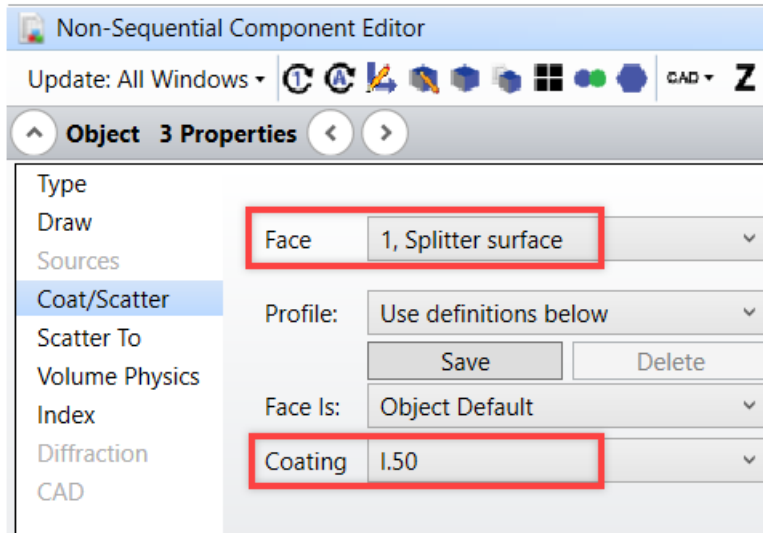 Non-Sequential Component Editor
Update: All Windows
CAD
Z
Object 3 Properties
Type
Draw
Sources
Coat/Scatter
Scatter To
Volume Physics
Index
Diffraction
CAD
Face 1, Splitter surface
Profile: Use definitions below
Save Delete
Face Is: Object Default
Coating I.50